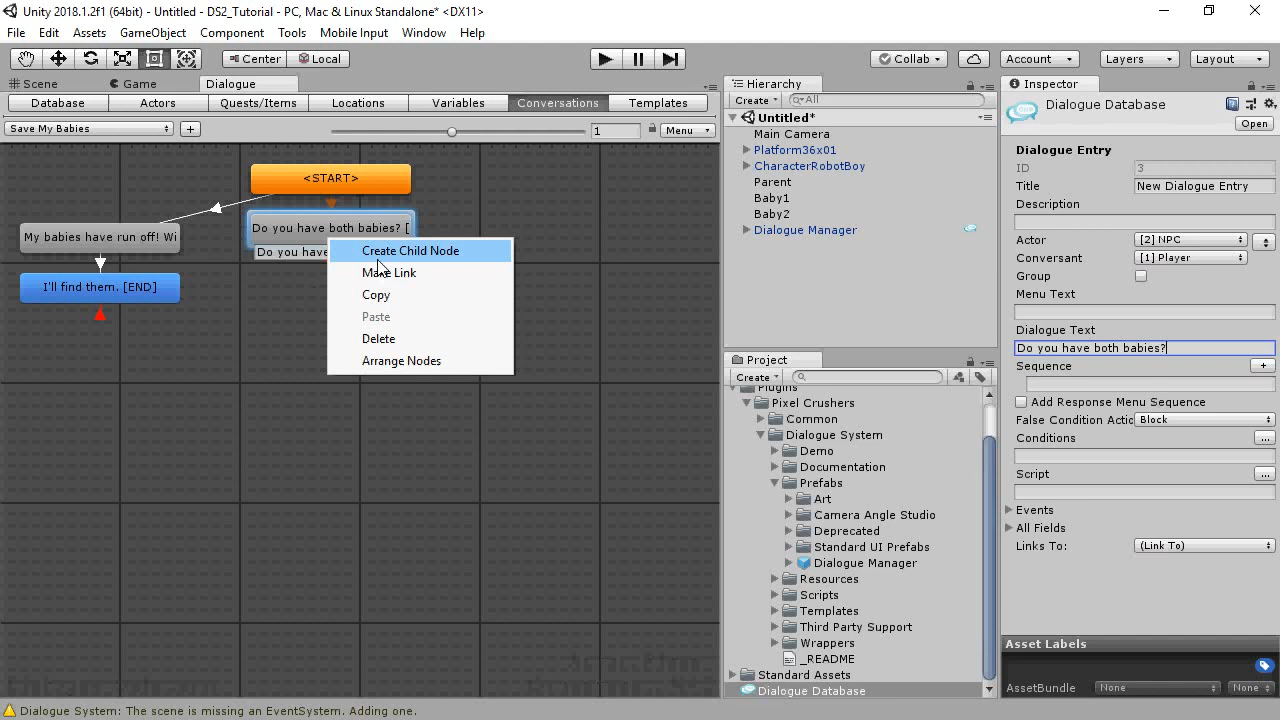 Unity 2018.1.2f1 (64bit) - Untitled - DS2_Tutorial - PC, Mac & Linux Standalone* <DX11>
File Edit Assets GameObject Component Tools Mobile Input Window Help
Center Local Collab Account Layers Layout
Scene Game Dialogue
Database Actors Quests/Items Locations Variables Conversations Templates
Save My Babies + 1 Menu
<START>
My babies have run off! Wi
Do you have both babies? [
Do you have
I'll find them. [END]
Create Child Node
Make Link
Copy
Paste
Delete
Arrange Nodes
Hierarchy
Create All
Untitled*
Main Camera
Platform36x01
CharacterRobotBoy
Parent
Baby1
Baby2
Dialogue Manager
Project
Create
Plugins
Pixel Crushers
Common
Dialogue System
Demo
Documentation
Prefabs
Art
Camera Angle Studio
Deprecated
Standard UI Prefabs
Dialogue Manager
Resources
Scripts
Templates
Third Party Support
Wrappers
_README
Standard Assets
Dialogue Database
Inspector
Dialogue Database
Open
Dialogue Entry
ID 3
Title New Dialogue Entry
Description
Actor [2] NPC
Conversant [1] Player
Group
Menu Text
Dialogue Text
Do you have both babies?
Sequence +
Add Response Menu Sequence
False Condition Actio Block
Conditions ...
Script ...
Events
All Fields
Links To: (Link To)
Asset Labels
AssetBundle None None
Dialogue System: The scene is missing an EventSystem. Adding one.